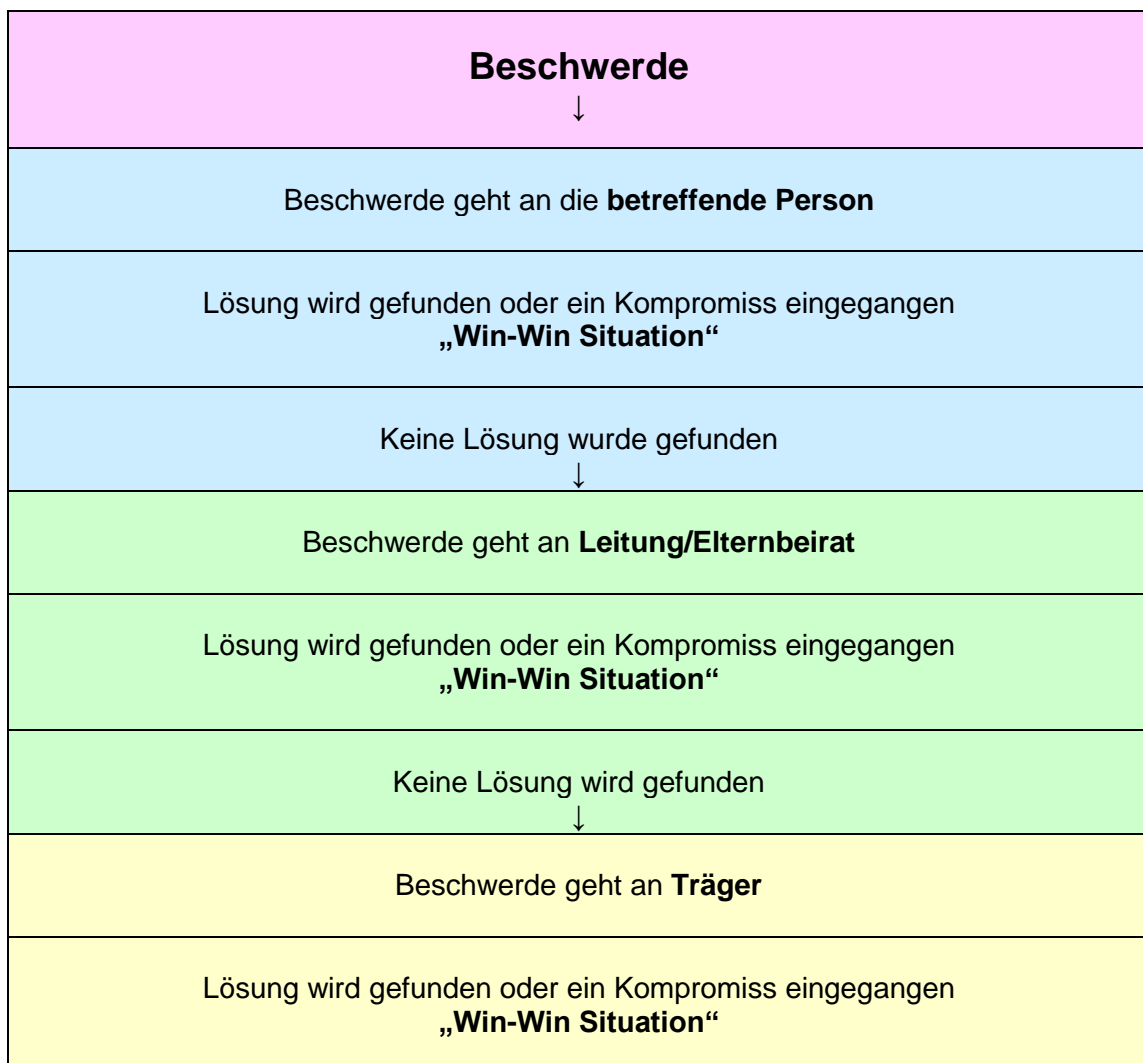 Beschwerde
↓
Beschwerde geht an die betreffende Person
Lösung wird gefunden oder ein Kompromiss eingegangen
„Win-Win Situation“
Keine Lösung wurde gefunden
↓
Beschwerde geht an Leitung/Elternbeirat
Lösung wird gefunden oder ein Kompromiss eingegangen
„Win-Win Situation“
Keine Lösung wird gefunden
↓
Beschwerde geht an Träger
Lösung wird gefunden oder ein Kompromiss eingegangen
„Win-Win Situation“